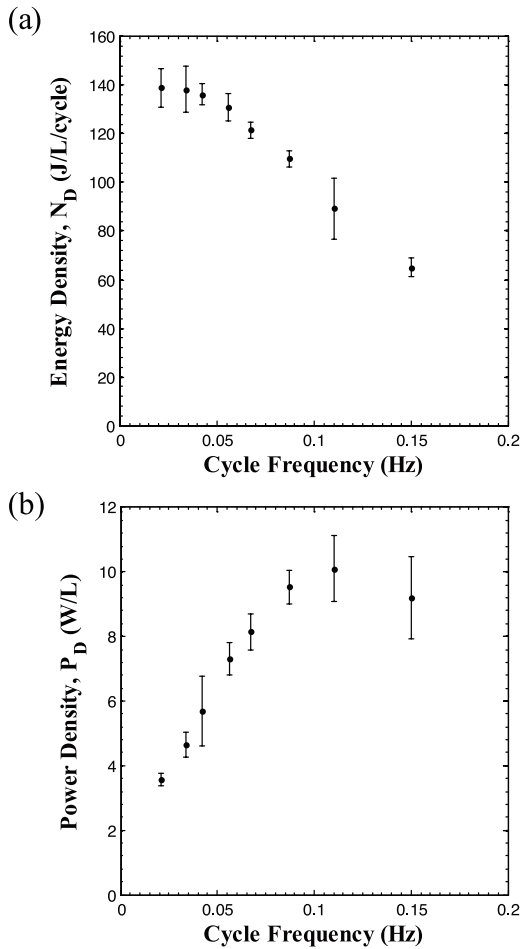 (a)
160
140
120
100
80
60
40
20
0
Energy Density, N_D (J/L/cycle)
0 0.05 0.1 0.15 0.2
Cycle Frequency (Hz)
(b)
12
10
8
6
4
2
0
Power Density, P_D (W/L)
0 0.05 0.1 0.15 0.2
Cycle Frequency (Hz)